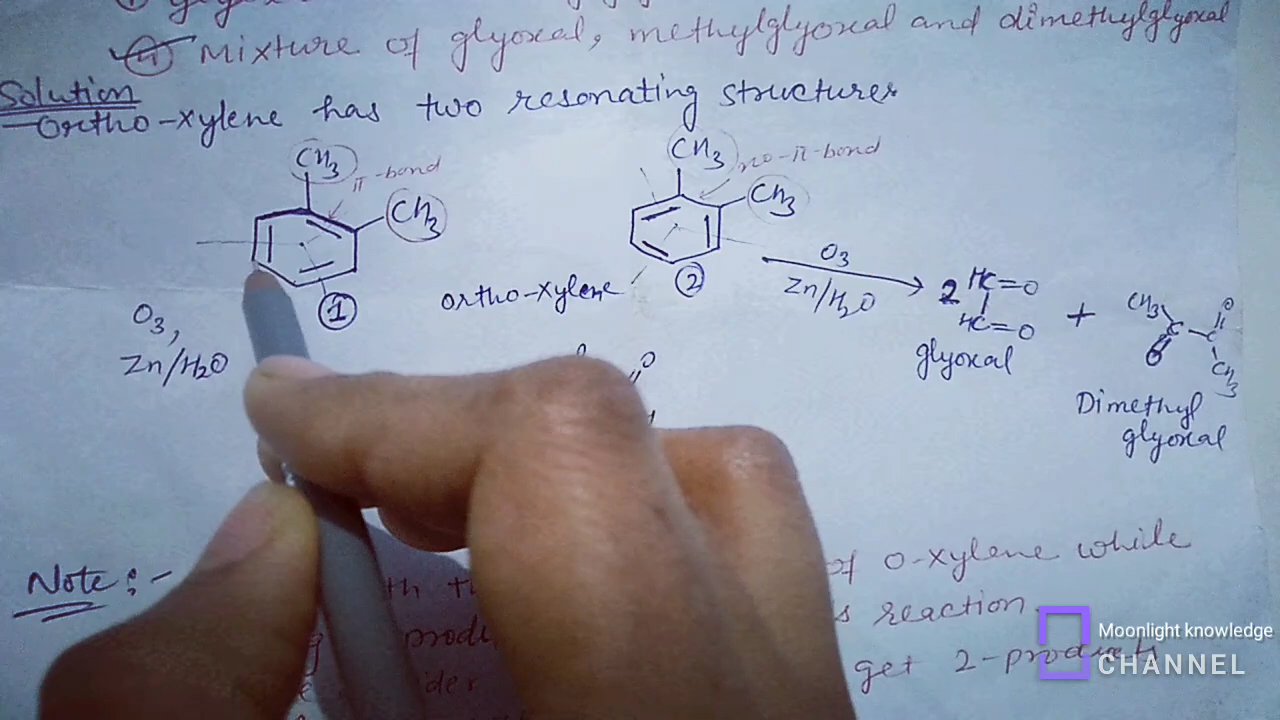 ④ Mixture of glyoxal, methylglyoxal and dimethylglyoxal
Solution
Ortho-xylene has two resonating structures
CH3
π-bond
CH3
①
O3,
Zn/H2O
ortho-xylene
CH3
no-π-bond
CH3
②
O3
Zn/H2O
2 HC=O
HC=O
glyoxal
+
CH3
C
O
C
O
CH3
Dimethyl
glyoxal
O
Note:-
of o-xylene while
reaction
get 2-products
Moonlight knowledge
CHANNEL